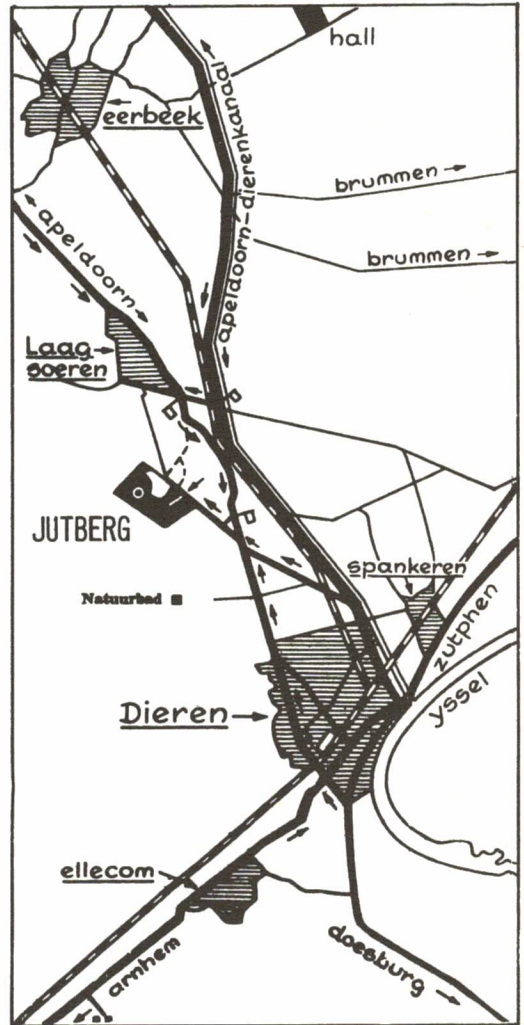 hall
eerbeek
apeldoorn-dierenkanaal
brummen
apeldoorn
brummen
Laag
soeren
JUTBERG
spankeren
Natuurbad
zutphen
yssel
Dieren
ellecom
arnhem
doesburg